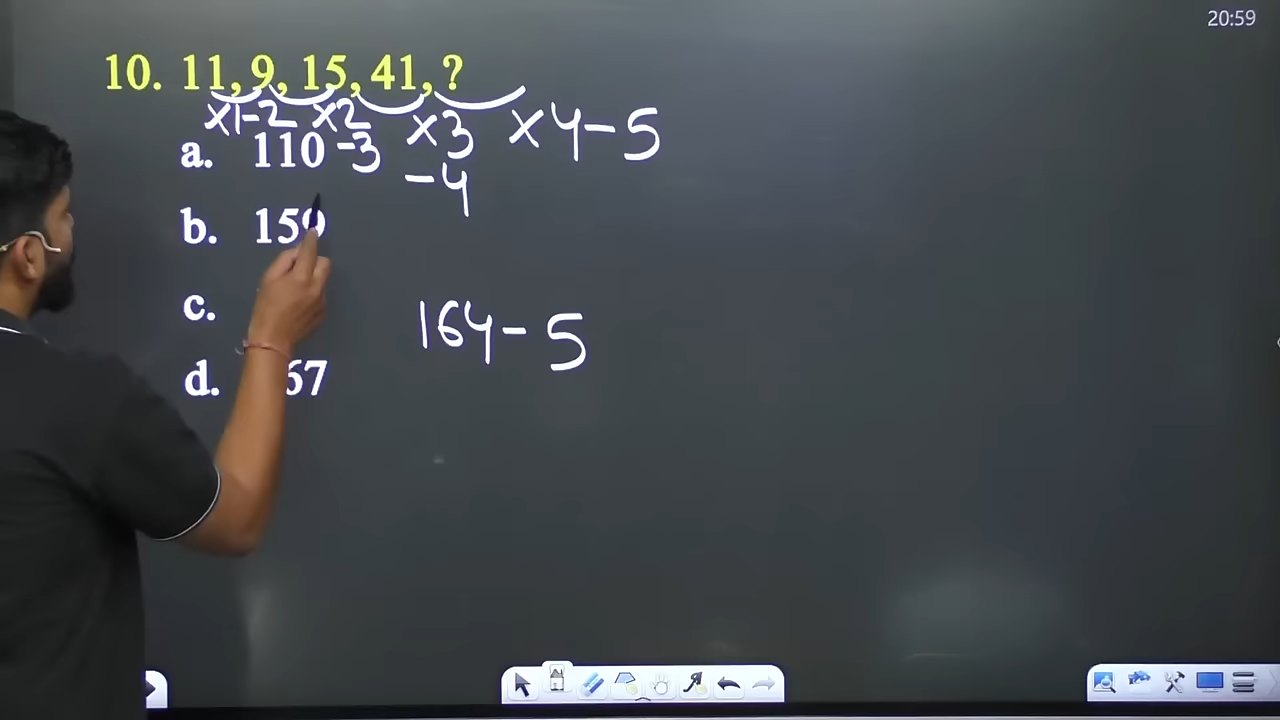 20:59
10. 11, 9, 15, 41, ?
×1-2 ×2 ×3 ×4-5
a. 110 -3 -4
b. 159
c.
164-5
d. 67